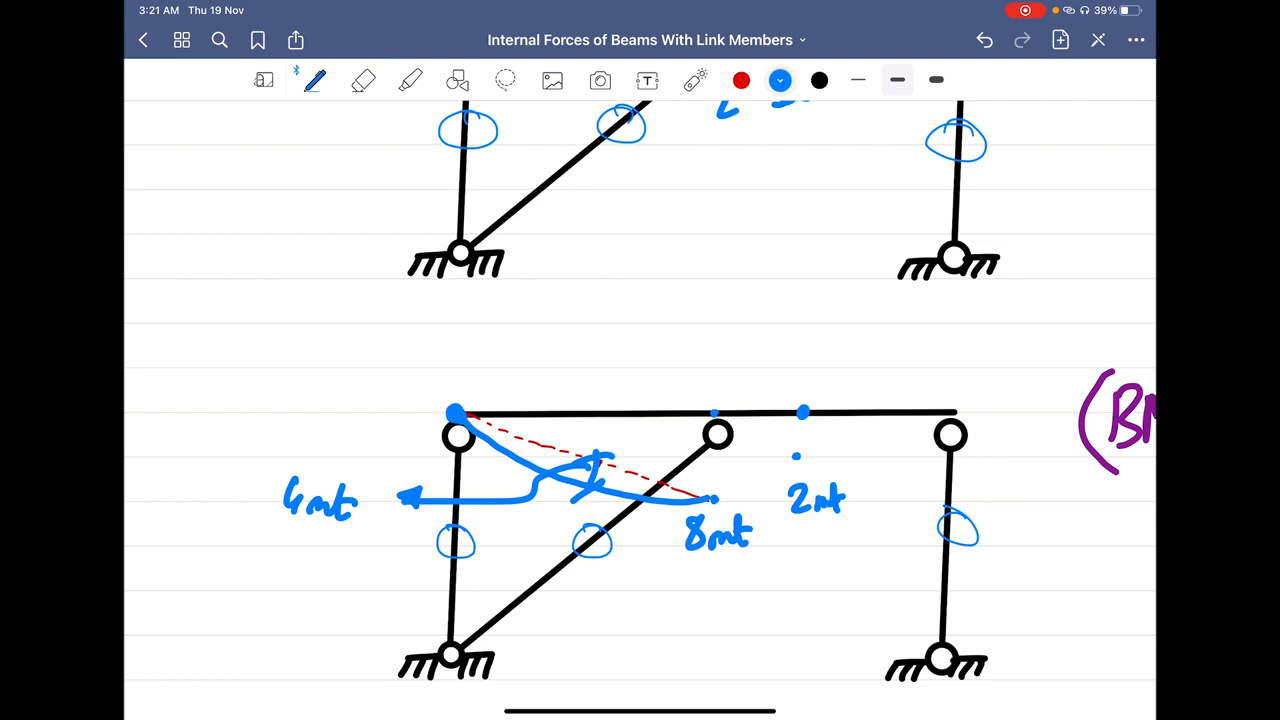 3:21 AM Thu 19 Nov
39%
Internal Forces of Beams With Link Members
T
4mt
8mt
2mt